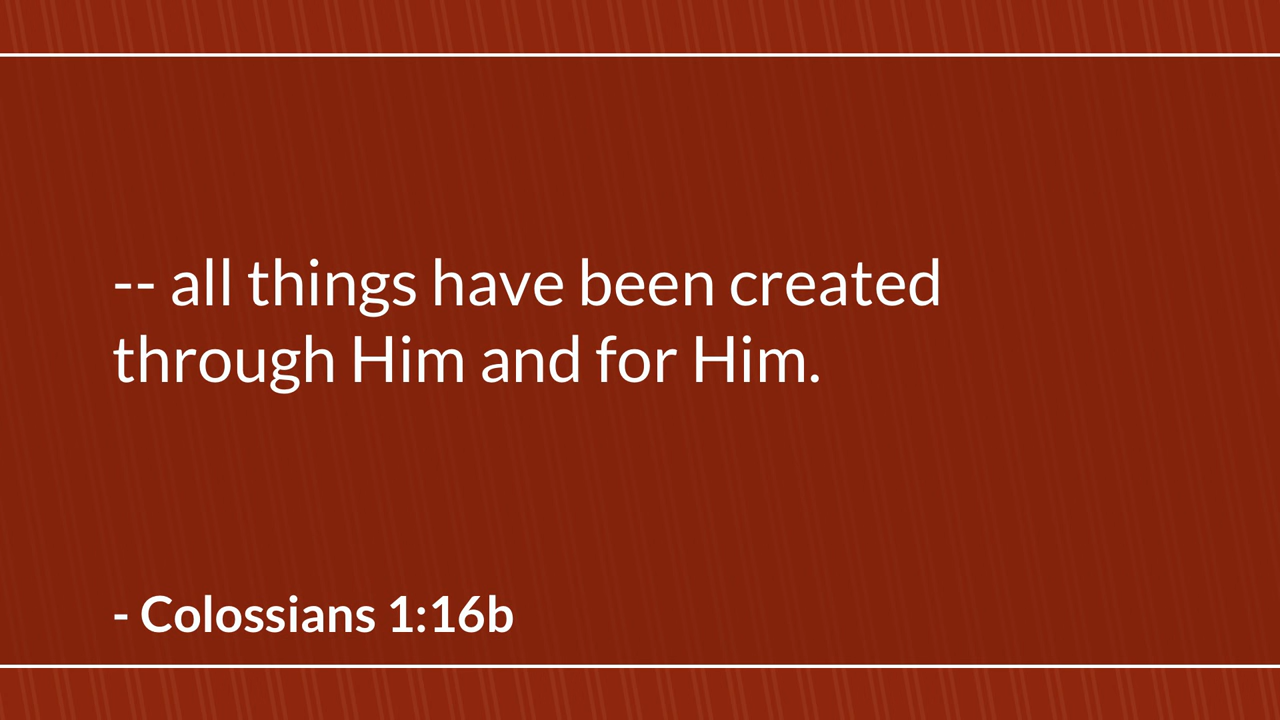 -- all things have been created
through Him and for Him.
- Colossians 1:16b